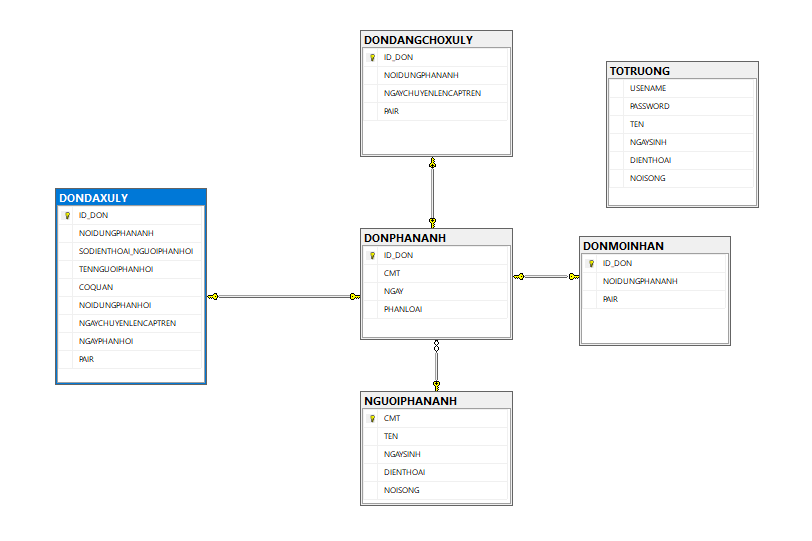 DONDANGCHOXULY
ID_DON
NOIDUNGPHANANH
NGAYCHUYENLENCAPTREN
PAIR
TOTRUONG
USENAME
PASSWORD
TEN
NGAYSINH
DIENTHOAI
NOISONG
DONDAXULY
ID_DON
NOIDUNGPHANANH
SODIENTHOAI_NGUOIPHANHOI
TENNGUOIPHANHOI
COQUAN
NOIDUNGPHANHOI
NGAYCHUYENLENCAPTREN
NGAYPHANHOI
PAIR
DONPHANANH
ID_DON
CMT
NGAY
PHANLOAI
DONMOINHAN
ID_DON
NOIDUNGPHANANH
PAIR
NGUOIPHANANH
CMT
TEN
NGAYSINH
DIENTHOAI
NOISONG